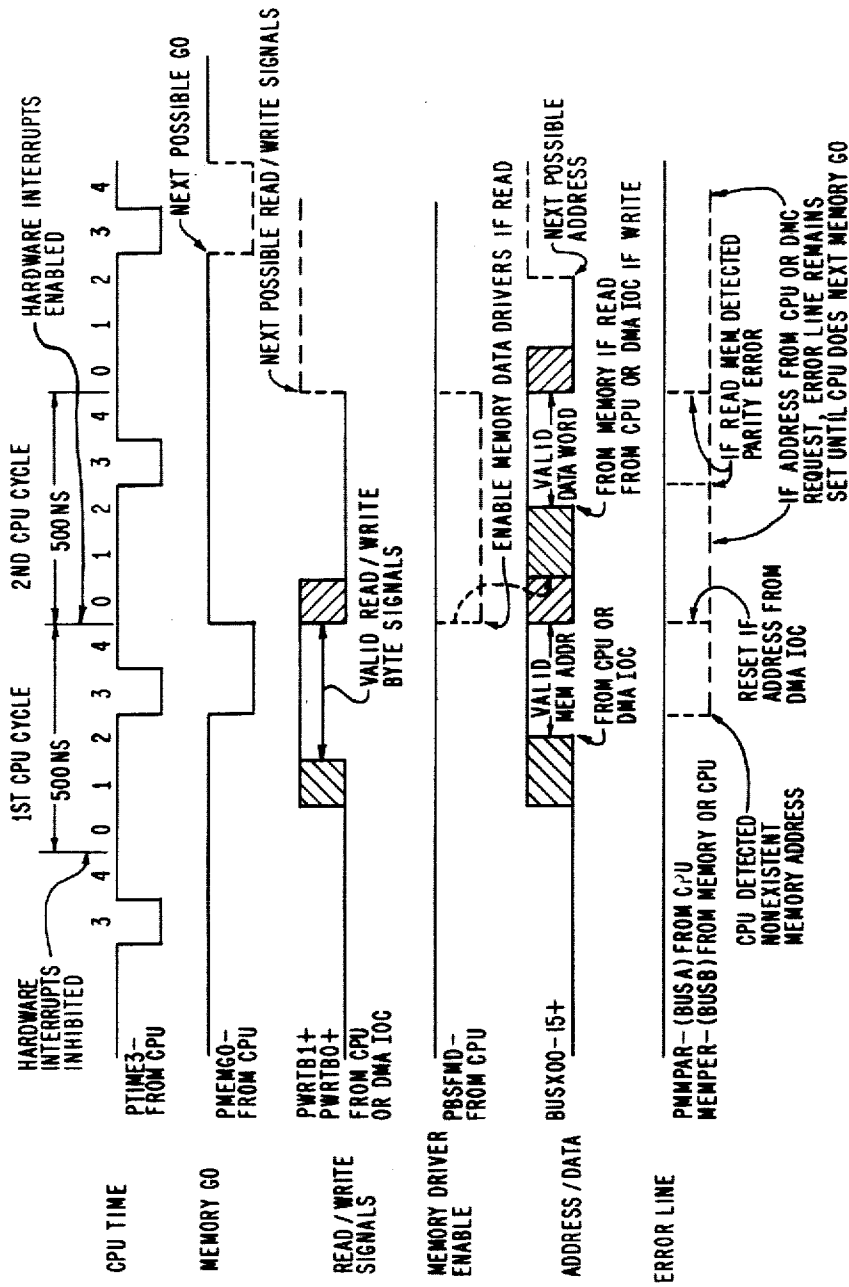 HARDWARE
INTERRUPTS
INHIBITED
1ST CPU CYCLE
500NS
2ND CPU CYCLE
500NS
HARDWARE INTERRUPTS
ENABLED
CPU TIME
PTIME3-
FROM CPU
3 4 0 1 2 3 4 0 1 2 3 4 0 1 2 3 4
MEMORY GO
PMEMGO-
FROM CPU
NEXT POSSIBLE GO
READ/WRITE
SIGNALS
PWRTB1+
PWRTB0+
FROM CPU
OR DMA IOC
VALID READ/WRITE
BYTE SIGNALS
NEXT POSSIBLE READ/WRITE SIGNALS
MEMORY DRIVER
ENABLE
PBSFMD-
FROM CPU
ENABLE MEMORY DATA DRIVERS IF READ
ADDRESS/DATA
BUSX00-15+
VALID
MEM ADDR
FROM CPU OR
DMA IOC
VALID
DATA WORD
FROM MEMORY IF READ
FROM CPU OR DMA IOC IF WRITE
NEXT POSSIBLE
ADDRESS
ERROR LINE
PMMPAR-(BUSA) FROM CPU
MEMPER-(BUSB) FROM MEMORY OR CPU
CPU DETECTED
NONEXISTENT
MEMORY ADDRESS
RESET IF
ADDRESS FROM
DMA IOC
IF READ MEM DETECTED
PARITY ERROR
IF ADDRESS FROM CPU OR DMC
REQUEST, ERROR LINE REMAINS
SET UNTIL CPU DOES NEXT MEMORY GO